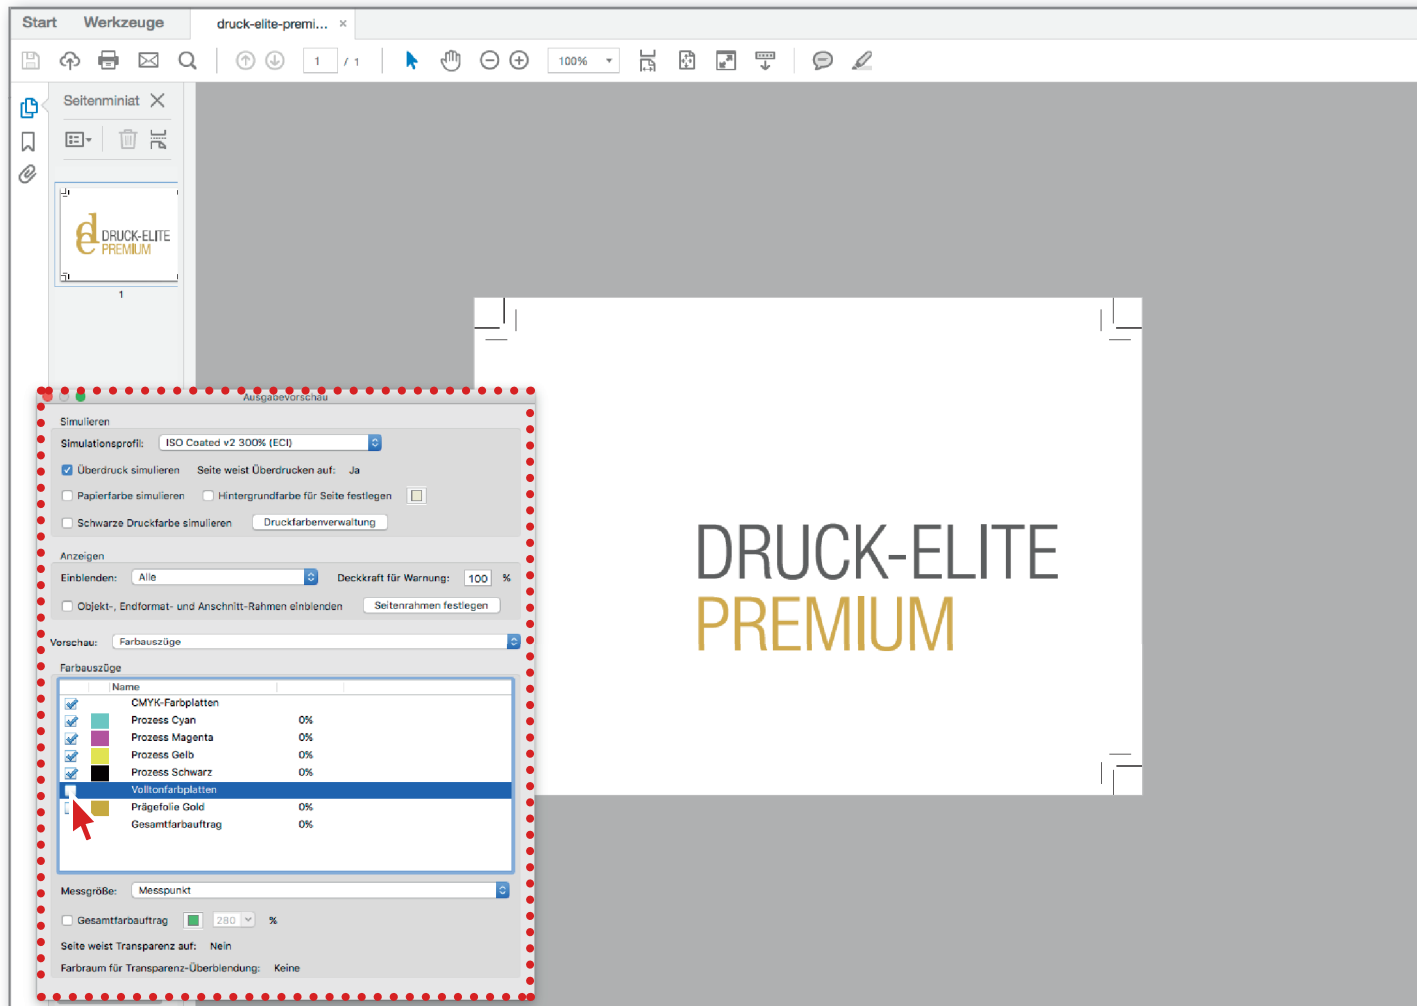 Start Werkzeuge druck-elite-premi... ×
1 / 1 100%
Seitenminiat
DRUCK-ELITE
PREMIUM
1
DRUCK-ELITE
PREMIUM
Ausgabevorschau
Simulieren
Simulationsprofil: ISO Coated v2 300% (ECI)
Überdruck simulieren Seite weist Überdrucken auf: Ja
Papierfarbe simulieren Hintergrundfarbe für Seite festlegen
Schwarze Druckfarbe simulieren Druckfarbenverwaltung
Anzeigen
Einblenden: Alle Deckkraft für Warnung: 100 %
Objekt-, Endformat- und Anschnitt-Rahmen einblenden Seitenrahmen festlegen
Vorschau: Farbauszüge
Farbauszüge
Name
CMYK-Farbplatten
Prozess Cyan 0%
Prozess Magenta 0%
Prozess Gelb 0%
Prozess Schwarz 0%
Volltonfarbplatten
Prägefolie Gold 0%
Gesamtfarbauftrag 0%
Messgröße: Messpunkt
Gesamtfarbauftrag 280 %
Seite weist Transparenz auf: Nein
Farbraum für Transparenz-Überblendung: Keine